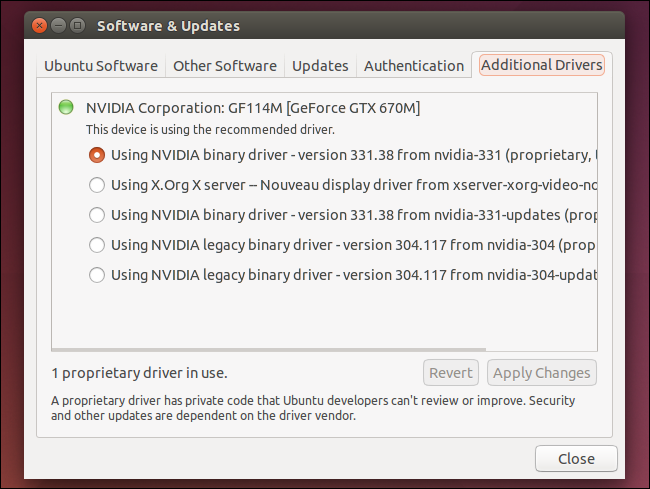 Software & Updates
Ubuntu Software
Other Software
Updates
Authentication
Additional Drivers
NVIDIA Corporation: GF114M [GeForce GTX 670M]
This device is using the recommended driver.
Using NVIDIA binary driver - version 331.38 from nvidia-331 (proprietary,
Using X.Org X server -- Nouveau display driver from xserver-xorg-video-no
Using NVIDIA binary driver - version 331.38 from nvidia-331-updates (prop
Using NVIDIA legacy binary driver - version 304.117 from nvidia-304 (prop
Using NVIDIA legacy binary driver - version 304.117 from nvidia-304-updat
1 proprietary driver in use.
Revert
Apply Changes
A proprietary driver has private code that Ubuntu developers can't review or improve. Security
and other updates are dependent on the driver vendor.
Close